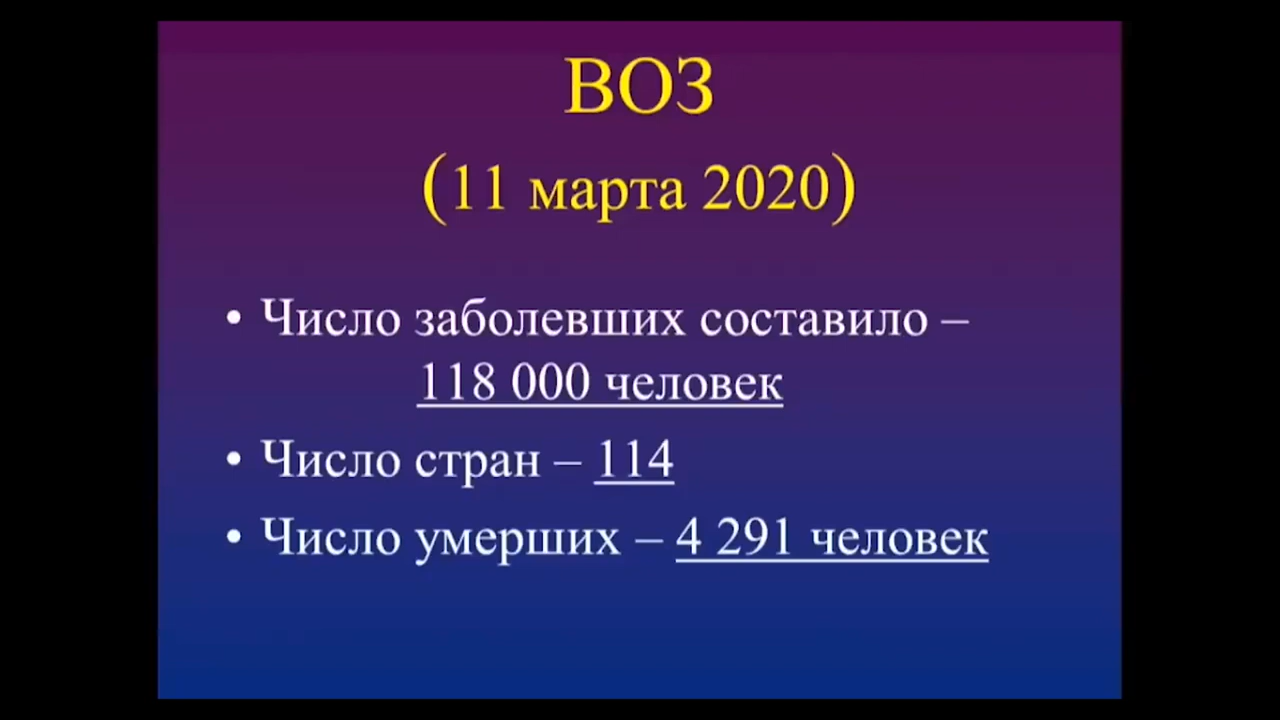 ВОЗ
(11 марта 2020)
• Число заболевших составило –
118 000 человек
• Число стран – 114
• Число умерших – 4 291 человек